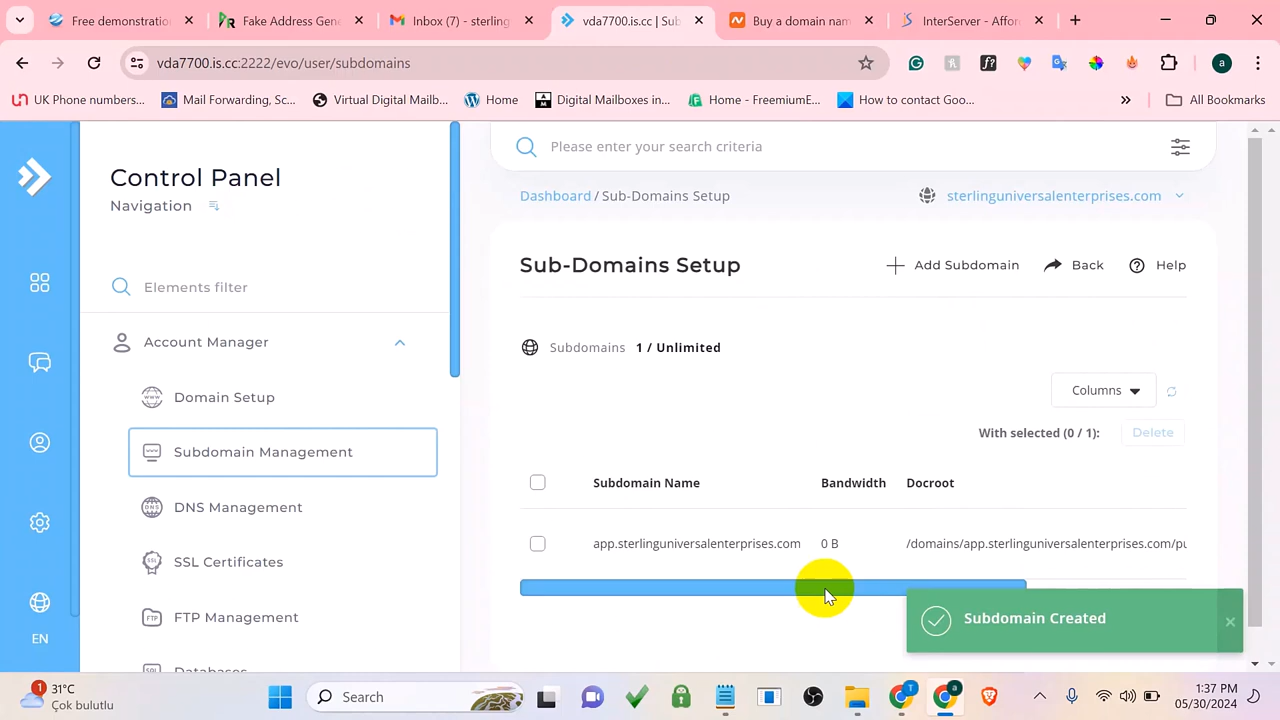 Free demonstration
Fake Address Gene
Inbox (7) - sterling
vda7700.is.cc | Sub
Buy a domain nam
InterServer - Affor
vda7700.is.cc:2222/evo/user/subdomains
a
UK Phone numbers...
Mail Forwarding, Sc...
Virtual Digital Mailb...
Home
Digital Mailboxes in...
Home - FreemiumE...
How to contact Goo...
All Bookmarks
Control Panel
Navigation
Elements filter
Account Manager
Domain Setup
Subdomain Management
DNS Management
SSL Certificates
FTP Management
Databases
EN
Please enter your search criteria
Dashboard / Sub-Domains Setup
sterlinguniversalenterprises.com
Sub-Domains Setup
Add Subdomain
Back
Help
Subdomains 1 / Unlimited
Columns
With selected (0 / 1):
Delete
Subdomain Name Bandwidth Docroot
app.sterlinguniversalenterprises.com 0 B /domains/app.sterlinguniversalenterprises.com/pu
Subdomain Created
1
31°C
Çok bulutlu
Search
1:37 PM
05/30/2024